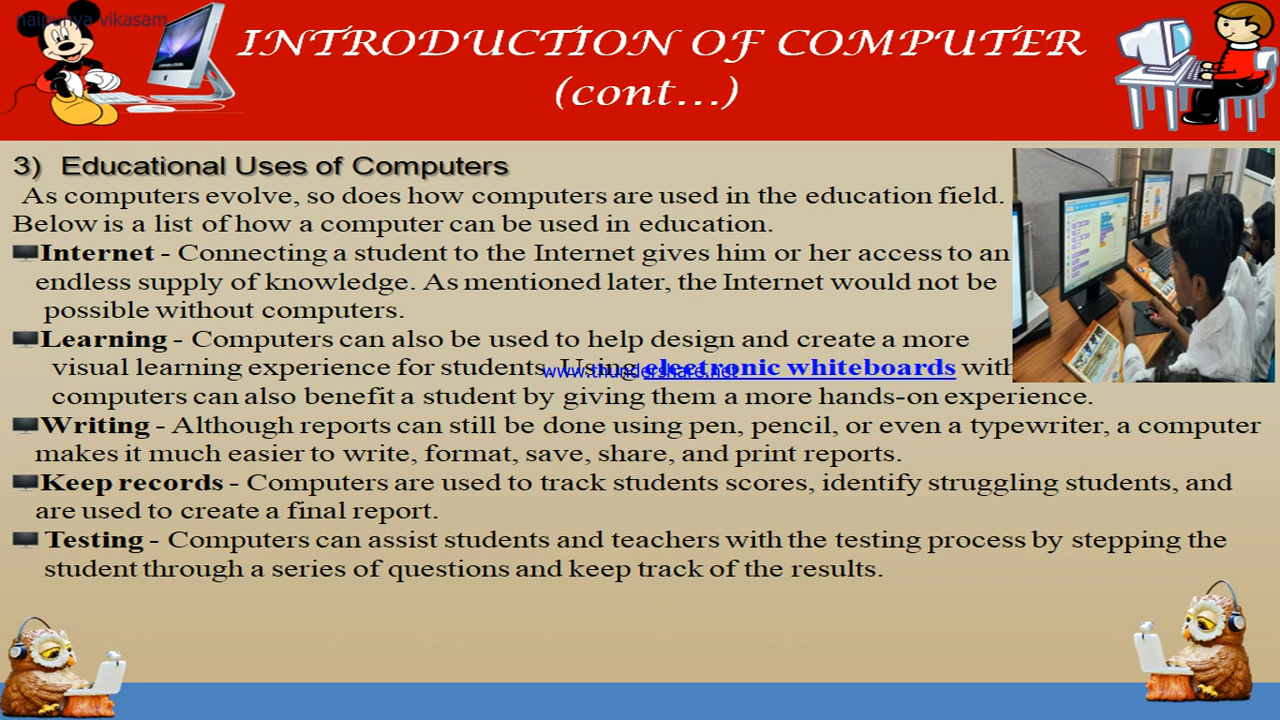 naipunya vikasam
INTRODUCTION OF COMPUTER
(cont...)
3) Educational Uses of Computers
As computers evolve, so does how computers are used in the education field.
Below is a list of how a computer can be used in education.
Internet - Connecting a student to the Internet gives him or her access to an
endless supply of knowledge. As mentioned later, the Internet would not be
possible without computers.
Learning - Computers can also be used to help design and create a more
visual learning experience for students. Using electronic whiteboards with
www.thundershare.net
computers can also benefit a student by giving them a more hands-on experience.
Writing - Although reports can still be done using pen, pencil, or even a typewriter, a computer
makes it much easier to write, format, save, share, and print reports.
Keep records - Computers are used to track students scores, identify struggling students, and
are used to create a final report.
Testing - Computers can assist students and teachers with the testing process by stepping the
student through a series of questions and keep track of the results.